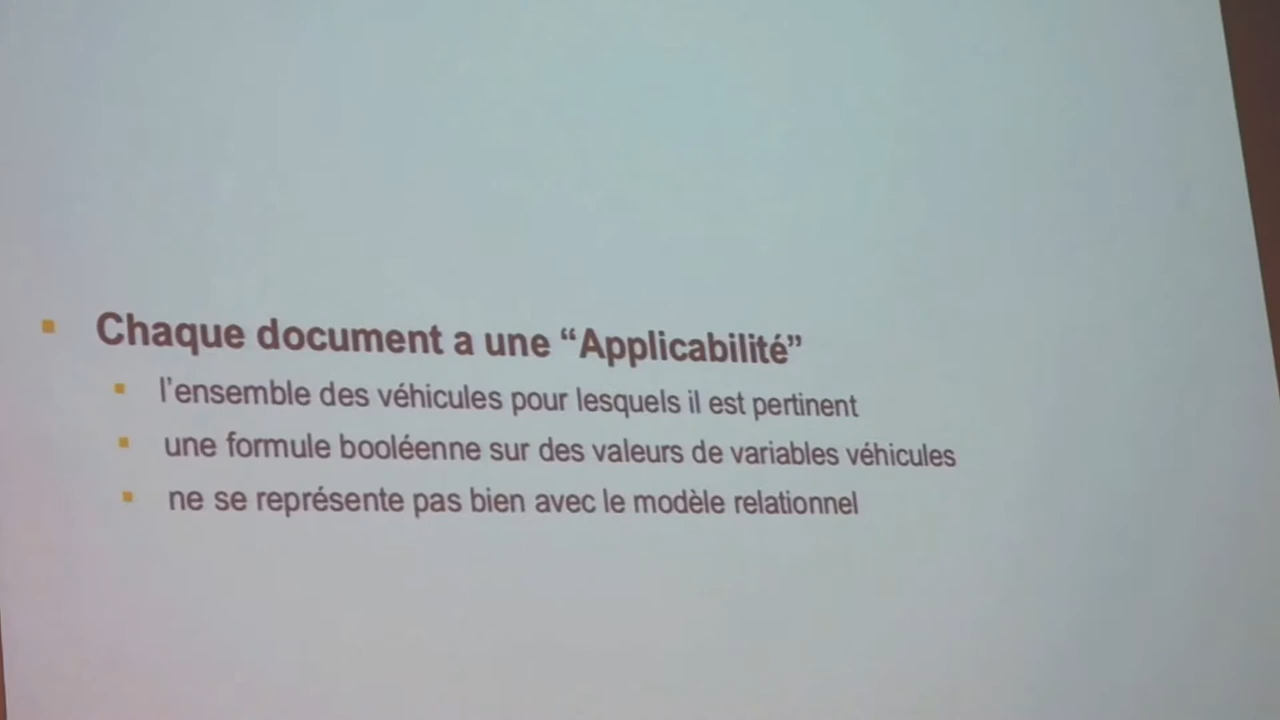 Chaque document a une “Applicabilité”
l’ensemble des véhicules pour lesquels il est pertinent
une formule booléenne sur des valeurs de variables véhicules
ne se représente pas bien avec le modèle relationnel